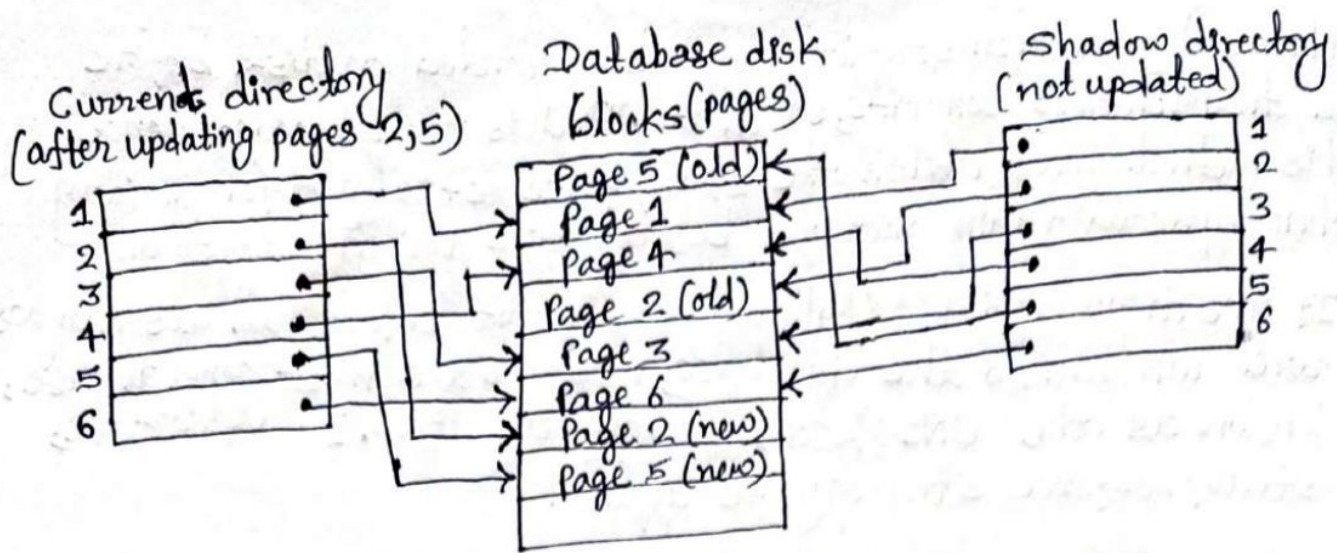 Current directory
(after updating pages 2,5)
1
2
3
4
5
6
Database disk
blocks(pages)
Page 5 (old)
Page 1
Page 4
Page 2 (old)
Page 3
Page 6
Page 2 (new)
Page 5 (new)
Shadow directory
(not updated)
1
2
3
4
5
6